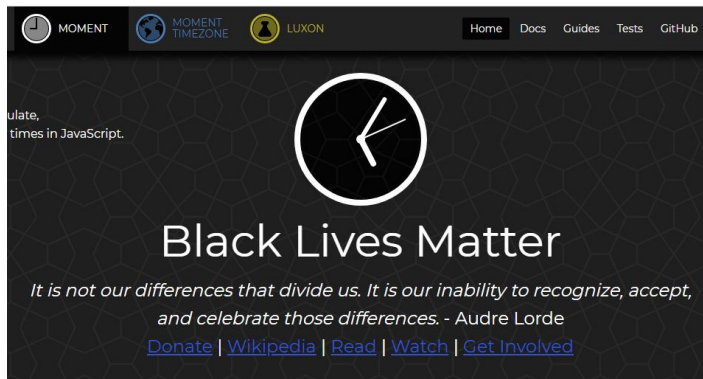 MOMENT
MOMENT
TIMEZONE
LUXON
Home Docs Guides Tests GitHub
ulate,
times in JavaScript.
Black Lives Matter
It is not our differences that divide us. It is our inability to recognize, accept,
and celebrate those differences. - Audre Lorde
Donate | Wikipedia | Read | Watch | Get Involved